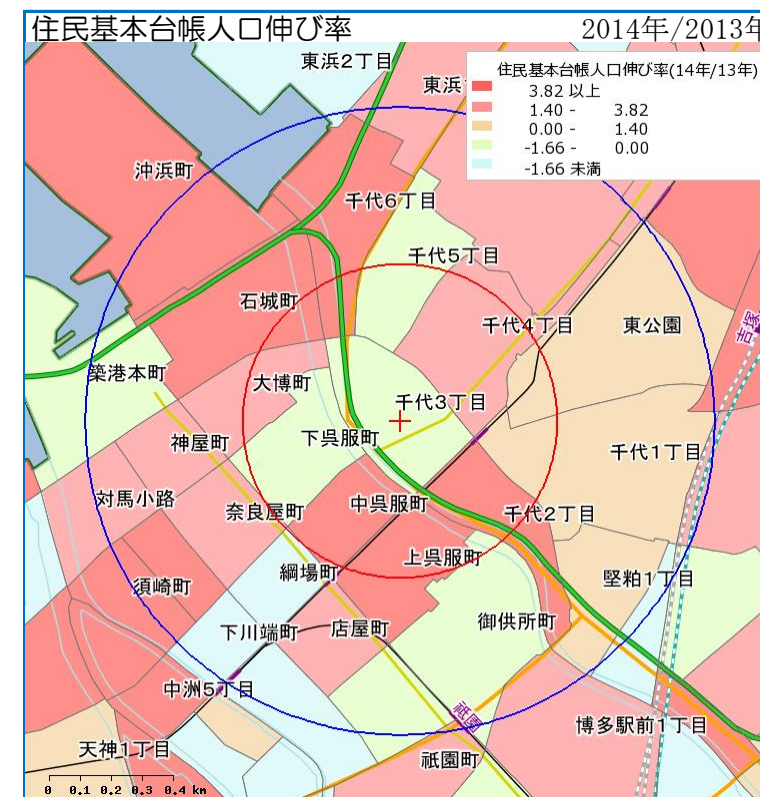 住民基本台帳人口伸び率
2014年/2013年
住民基本台帳人口伸び率(14年/13年)
3.82 以上
1.40 - 3.82
0.00 - 1.40
-1.66 - 0.00
-1.66 未満
東浜2丁目
東浜
沖浜町
千代6丁目
千代5丁目
石城町
千代4丁目
東公園
吉塚
築港本町
大博町
千代3丁目
神屋町
下呉服町
千代1丁目
対馬小路
奈良屋町
中呉服町
千代2丁目
上呉服町
綱場町
須崎町
堅粕1丁目
下川端町
店屋町
御供所町
中洲5丁目
祇園
博多駅前1丁目
天神1丁目
祇園町
0 0.1 0.2 0.3 0.4 km